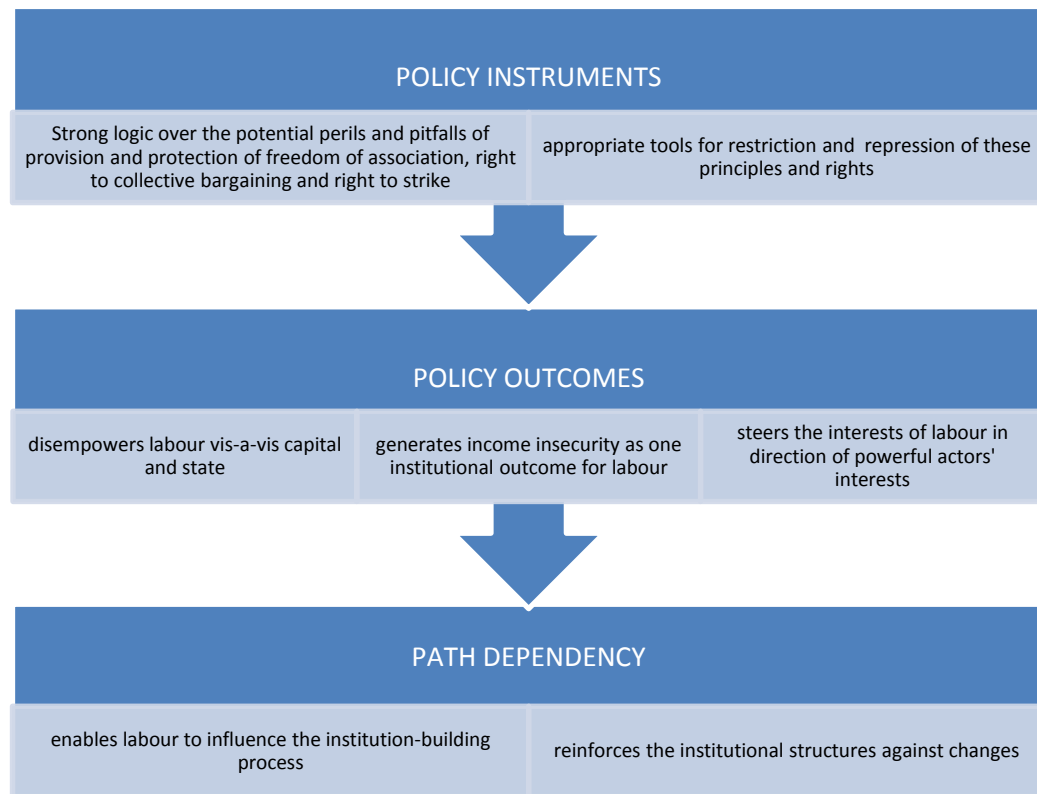 POLICY INSTRUMENTS
Strong logic over the potential perils and pitfalls of
provision and protection of freedom of association, right
to collective bargaining and right to strike
appropriate tools for restriction and  repression of these
principles and rights
POLICY OUTCOMES
disempowers labour vis-a-vis capital
and state
generates income insecurity as one
institutional outcome for labour
steers the interests of labour in
direction of powerful actors'
interests
PATH DEPENDENCY
enables labour to influence the institution-building
process
reinforces the institutional structures against changes